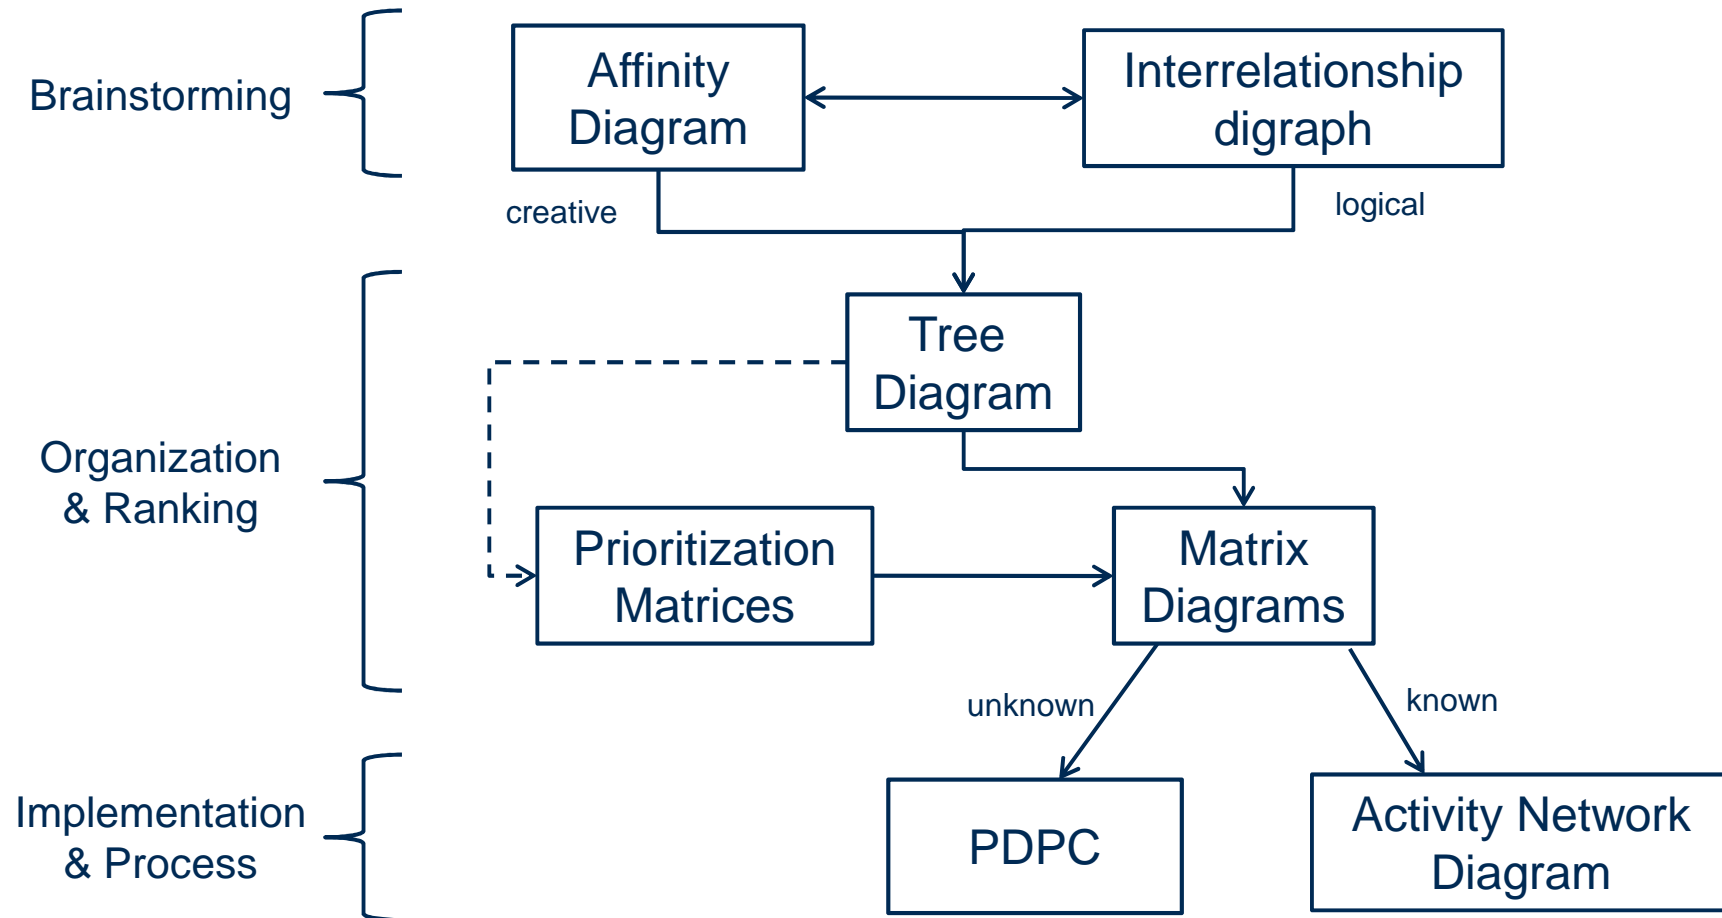 Brainstorming
Affinity
Diagram
Interrelationship
digraph
creative
logical
Tree
Diagram
Organization
& Ranking
Prioritization
Matrices
Matrix
Diagrams
unknown
known
Implementation
& Process
PDPC
Activity Network
Diagram